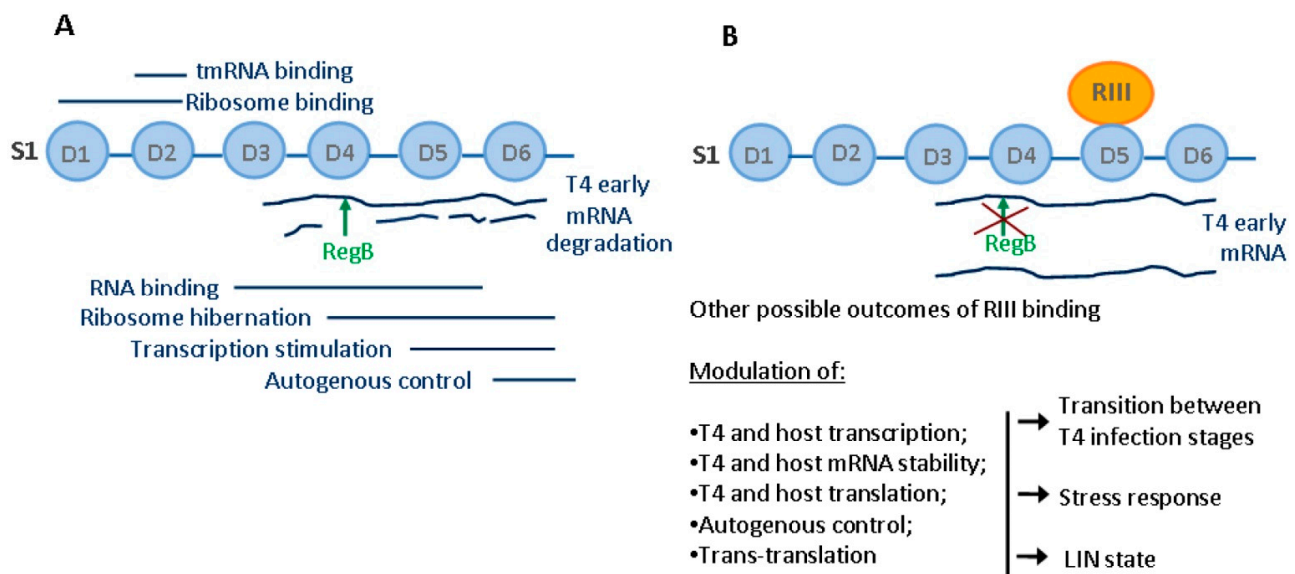 A
tmRNA binding
Ribosome binding
S1 D1 D2 D3 D4 D5 D6
T4 early
mRNA
degradation
RegB
RNA binding
Ribosome hibernation
Transcription stimulation
Autogenous control
B
RIII
S1 D1 D2 D3 D4 D5 D6
RegB
T4 early
mRNA
Other possible outcomes of RIII binding
Modulation of:
•T4 and host transcription;
•T4 and host mRNA stability;
•T4 and host translation;
•Autogenous control;
•Trans-translation
Transition between
T4 infection stages
Stress response
LIN state